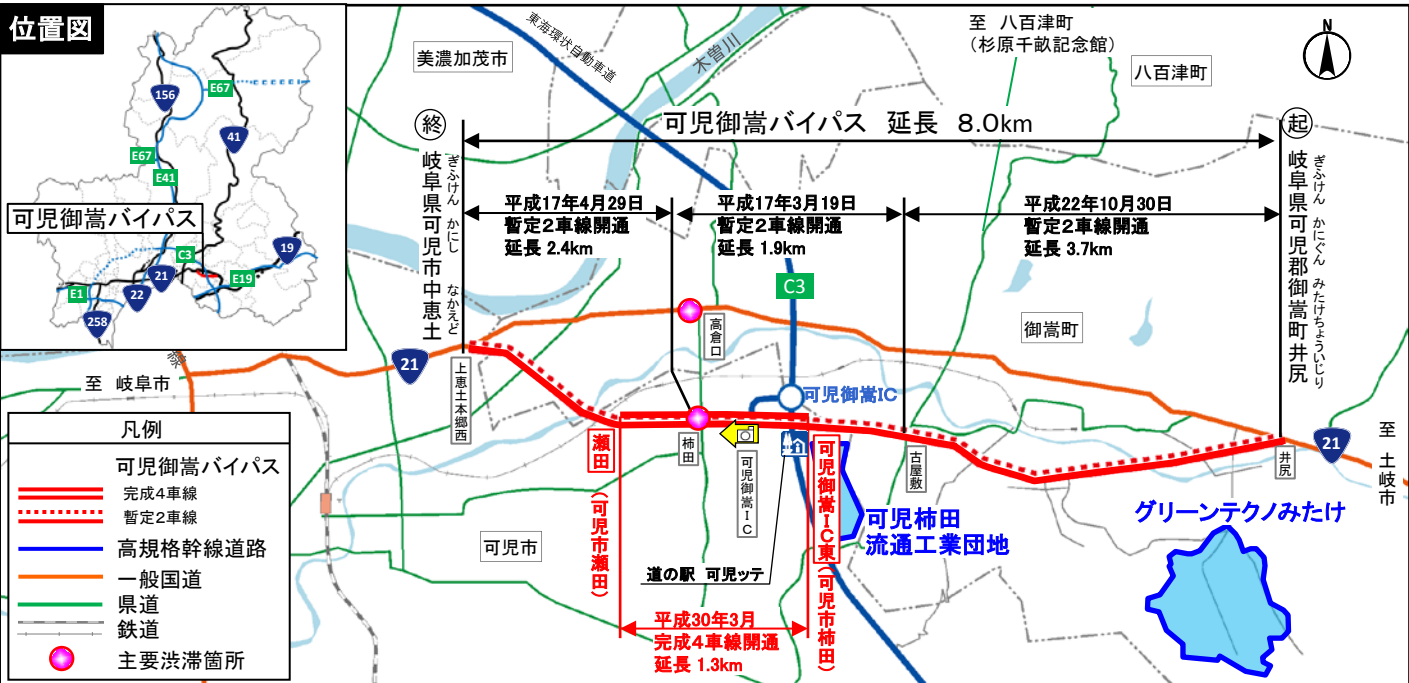 位置図
156
E67
41
E67
E41
可児御嵩バイパス
C3
19
21
E19
E1
22
258
美濃加茂市
東海環状自動車道
木曽川
至 八百津町
（杉原千畝記念館）
八百津町
N
終
可児御嵩バイパス 延長 8.0km
起
岐阜県可児市中恵土
ぎふけん かにし なかえど
平成17年4月29日
暫定2車線開通
延長 2.4km
平成17年3月19日
暫定2車線開通
延長 1.9km
平成22年10月30日
暫定2車線開通
延長 3.7km
岐阜県可児郡御嵩町井尻
ぎふけん かにぐん みたけちょういじり
C3
高倉口
御嵩町
21
至 岐阜市
上恵土本郷西
可児御嵩IC
瀬田
（可児市瀬田）
柿田
可児御嵩IC
可児御嵩IC東
（可児市柿田）
古屋敷
井尻
21
至 土岐市
可児柿田
流通工業団地
グリーンテクノみたけ
可児市
道の駅 可児ッテ
平成30年3月
完成4車線開通
延長 1.3km
凡例
可児御嵩バイパス
完成4車線
暫定2車線
高規格幹線道路
一般国道
県道
鉄道
主要渋滞箇所